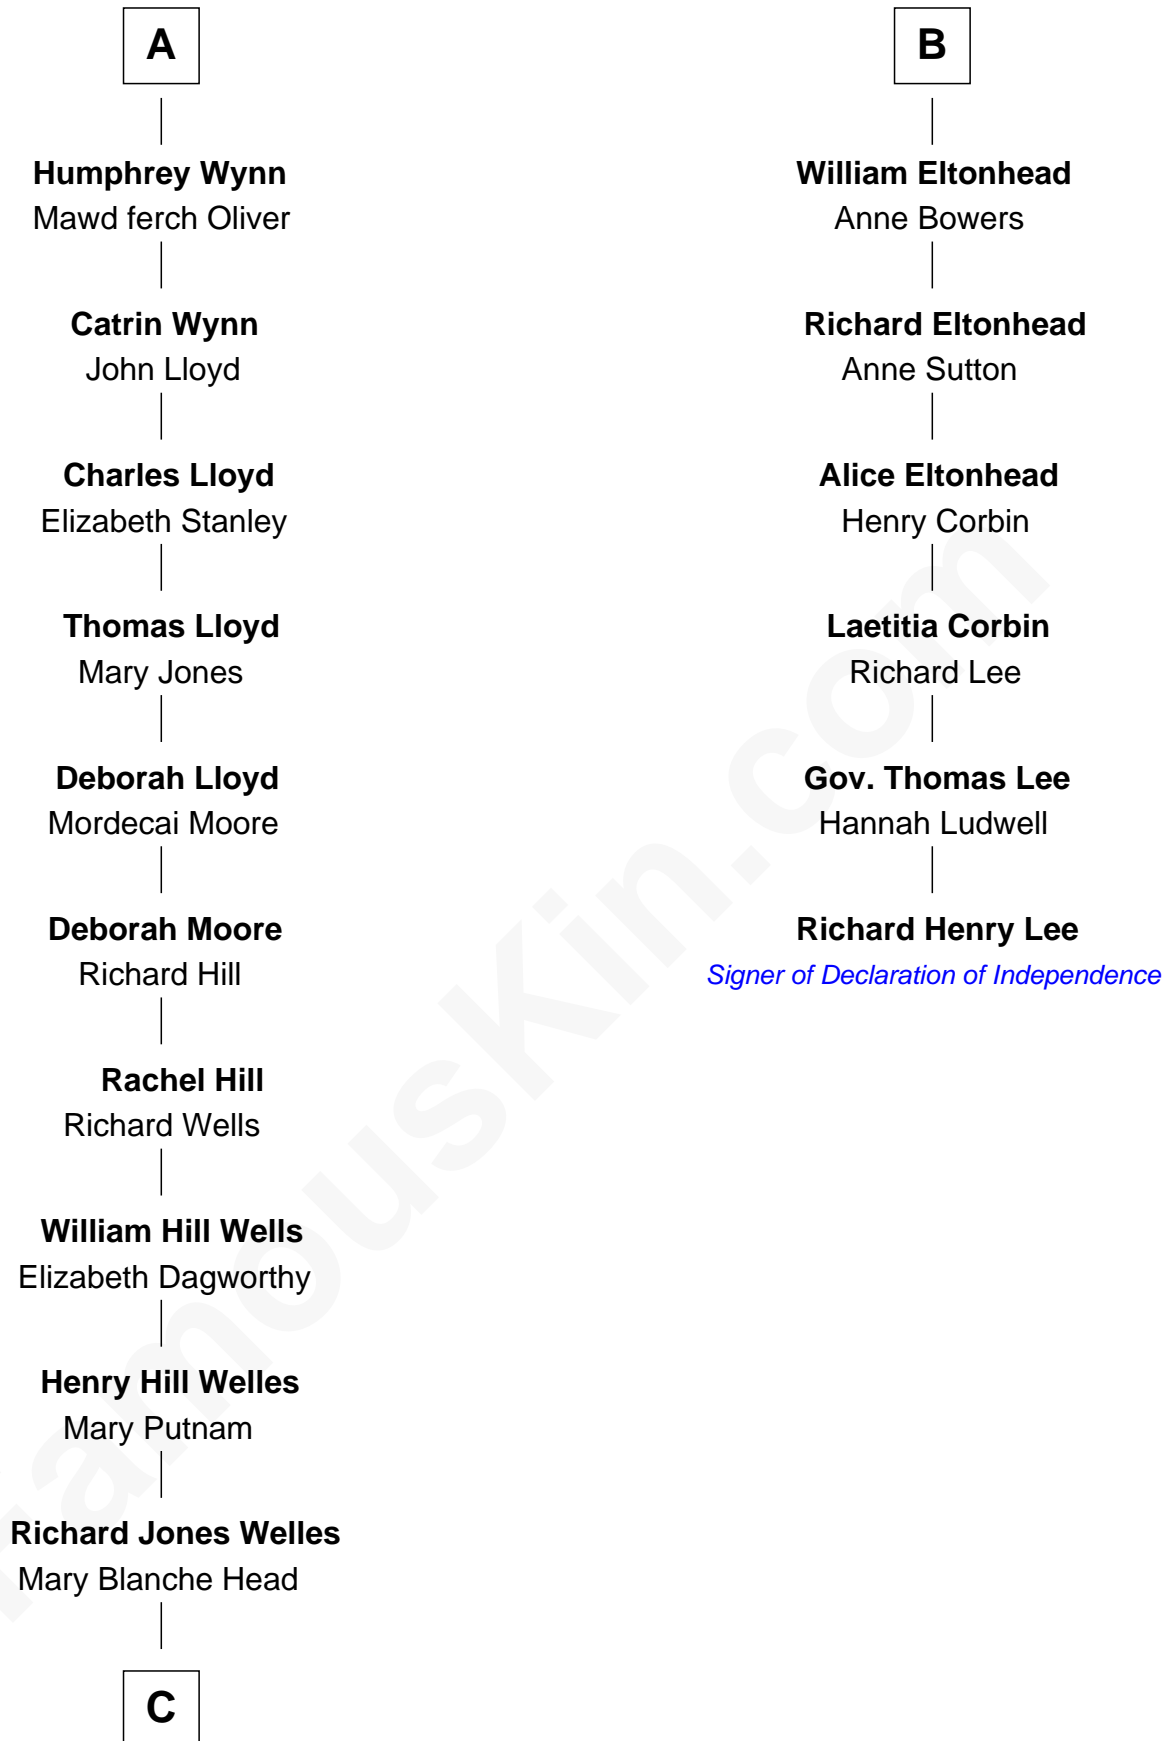 A
Humphrey Wynn
Mawd ferch Oliver
Catrin Wynn
John Lloyd
Charles Lloyd
Elizabeth Stanley
Thomas Lloyd
Mary Jones
Deborah Lloyd
Mordecai Moore
Deborah Moore
Richard Hill
Rachel Hill
Richard Wells
William Hill Wells
Elizabeth Dagworthy
Henry Hill Welles
Mary Putnam
Richard Jones Welles
Mary Blanche Head
C
B
William Eltonhead
Anne Bowers
Richard Eltonhead
Anne Sutton
Alice Eltonhead
Henry Corbin
Laetitia Corbin
Richard Lee
Gov. Thomas Lee
Hannah Ludwell
Richard Henry Lee
Signer of Declaration of Independence
famouskin.com